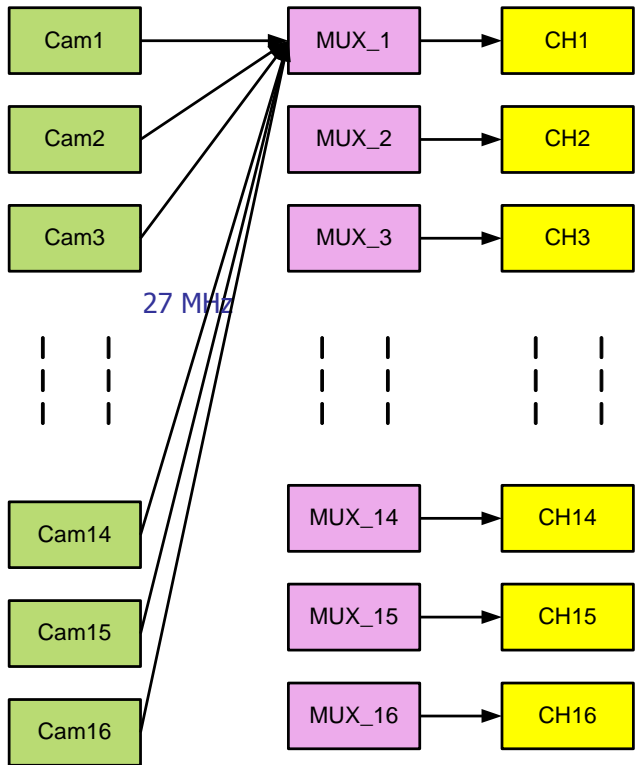 Cam1 MUX_1 CH1
Cam2 MUX_2 CH2
Cam3 MUX_3 CH3
27 MHz
Cam14 MUX_14 CH14
Cam15 MUX_15 CH15
Cam16 MUX_16 CH16